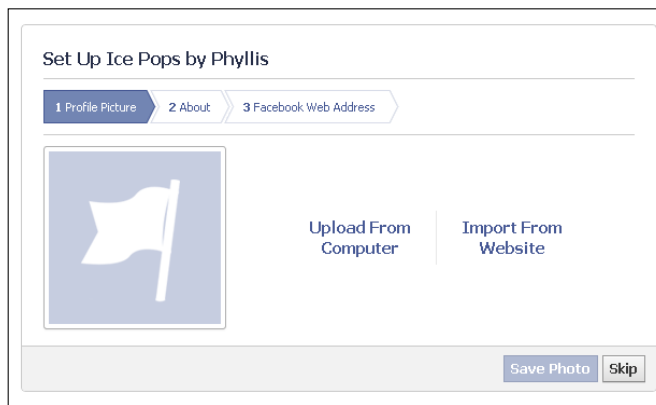 Set Up Ice Pops by Phyllis
1 Profile Picture 2 About 3 Facebook Web Address
Upload From
Computer
Import From
Website
Save Photo Skip